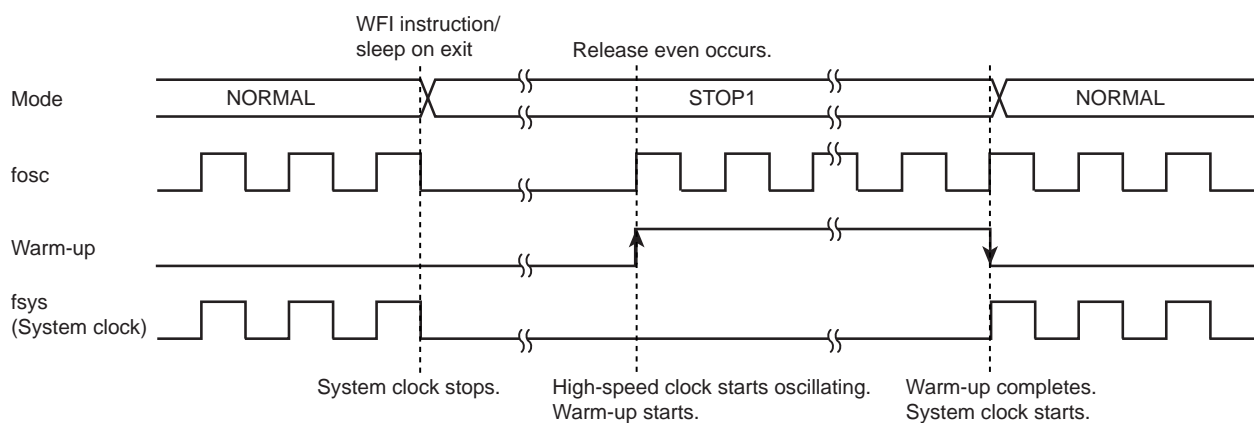 WFI instruction/
sleep on exit
Release even occurs.
Mode
NORMAL
STOP1
NORMAL
fosc
Warm-up
fsys
(System clock)
System clock stops.
High-speed clock starts oscillating.
Warm-up starts.
Warm-up completes.
System clock starts.